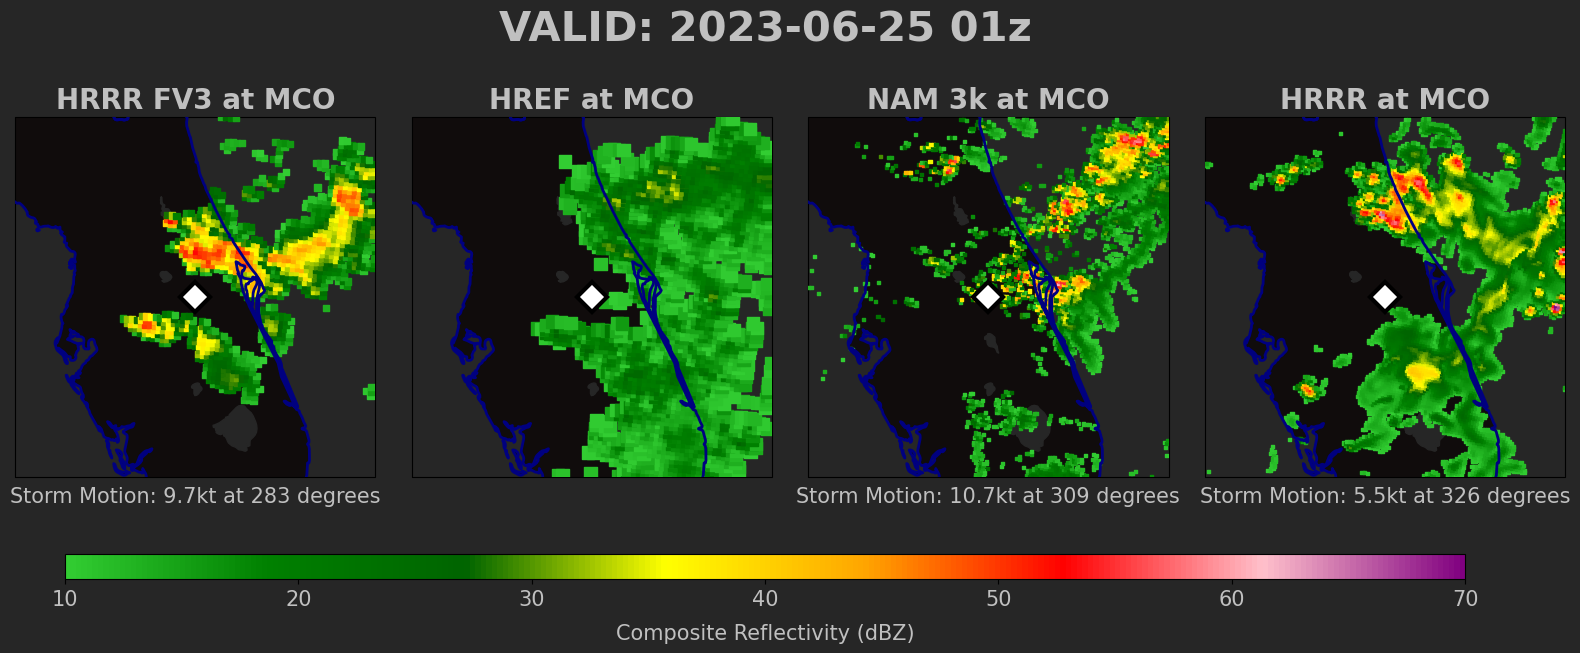 VALID: 2023-06-25 01z
HRRR FV3 at MCO
HREF at MCO
NAM 3k at MCO
HRRR at MCO
Storm Motion: 9.7kt at 283 degrees
Storm Motion: 10.7kt at 309 degrees
Storm Motion: 5.5kt at 326 degrees
10 20 30 40 50 60 70
Composite Reflectivity (dBZ)